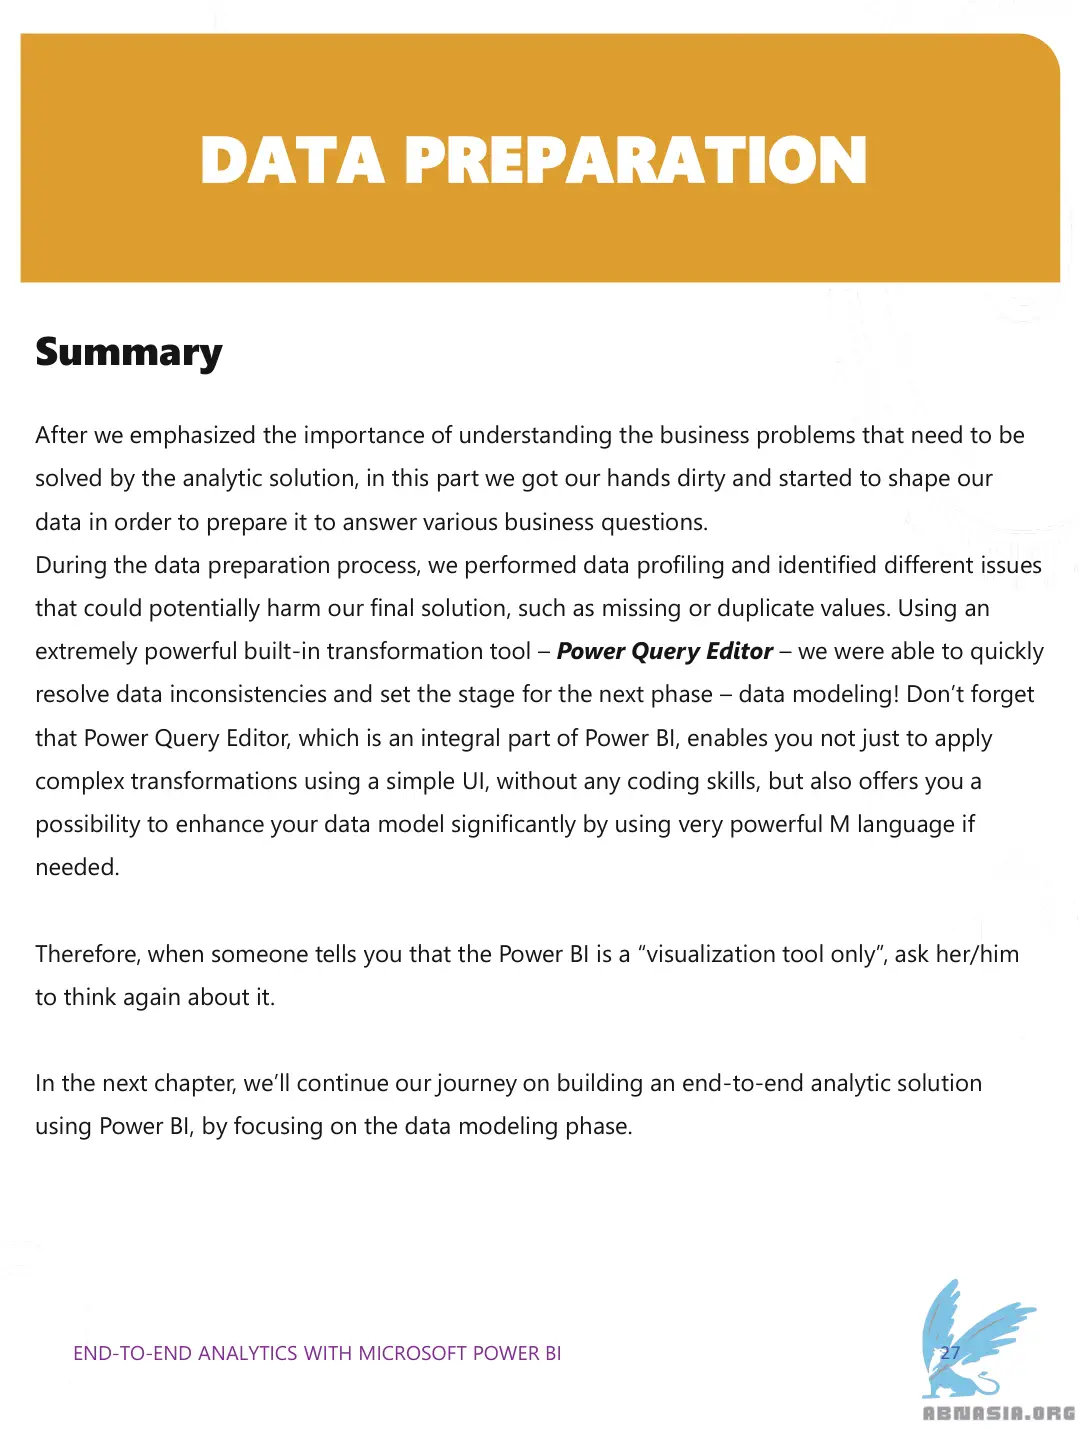 DATA PREPARATION
Summary
After we emphasized the importance of understanding the business problems that need to be
solved by the analytic solution, in this part we got our hands dirty and started to shape our
data in order to prepare it to answer various business questions.
During the data preparation process, we performed data profiling and identified different issues
that could potentially harm our final solution, such as missing or duplicate values. Using an
extremely powerful built-in transformation tool – Power Query Editor – we were able to quickly
resolve data inconsistencies and set the stage for the next phase – data modeling! Don’t forget
that Power Query Editor, which is an integral part of Power BI, enables you not just to apply
complex transformations using a simple UI, without any coding skills, but also offers you a
possibility to enhance your data model significantly by using very powerful M language if
needed.
Therefore, when someone tells you that the Power BI is a “visualization tool only”, ask her/him
to think again about it.
In the next chapter, we’ll continue our journey on building an end-to-end analytic solution
using Power BI, by focusing on the data modeling phase.
END-TO-END ANALYTICS WITH MICROSOFT POWER BI
27
ABNASIA.ORG